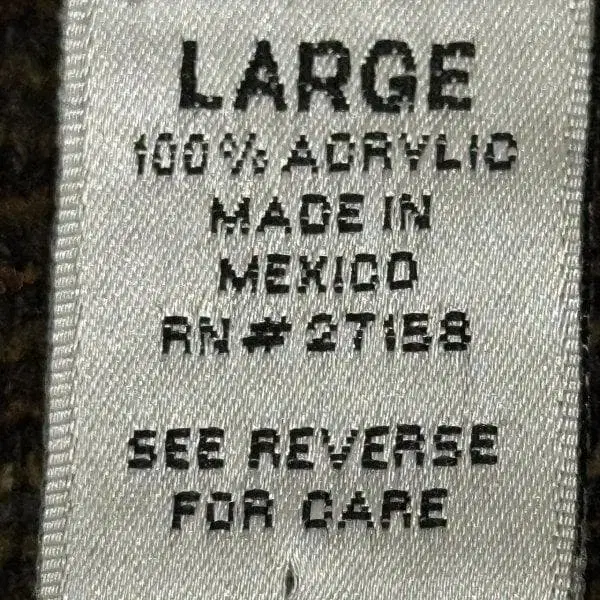 LARGE
100% ACRYLIC
MADE IN
MEXICO
RN# 27158
SEE REVERSE
FOR CARE